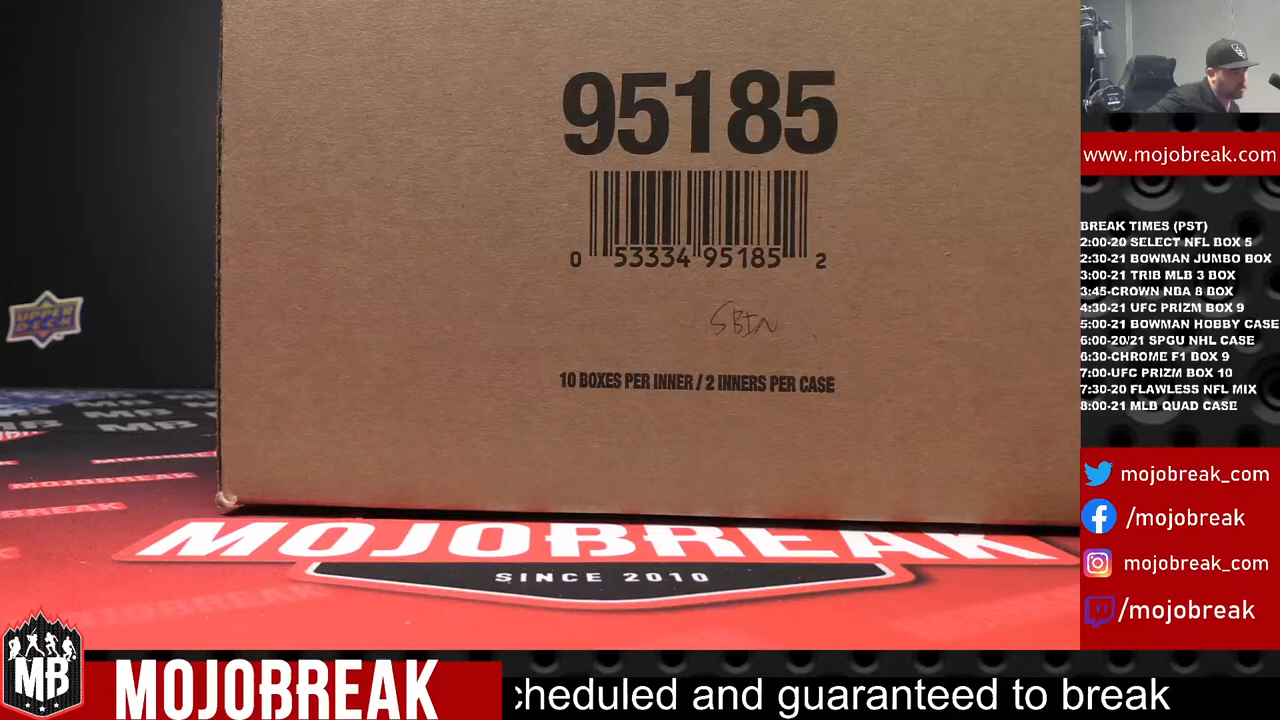 95185
0 53334 95185 2
SBIN
10 BOXES PER INNER / 2 INNERS PER CASE
UPPER DECK
MB
MOJOBREAK
SINCE 2010
www.mojobreak.com
BREAK TIMES (PST)
2:00-20 SELECT NFL BOX 5
2:30-21 BOWMAN JUMBO BOX
3:00-21 TRIB MLB 3 BOX
3:45-CROWN NBA 8 BOX
4:30-21 UFC PRIZM BOX 9
5:00-21 BOWMAN HOBBY CASE
6:00-20/21 SPGU NHL CASE
6:30-CHROME F1 BOX 9
7:00-UFC PRIZM BOX 10
7:30-20 FLAWLESS NFL MIX
8:00-21 MLB QUAD CASE
mojobreak_com
/mojobreak
mojobreak_com
/mojobreak
MB
MOJOBREAK
cheduled and guaranteed to break